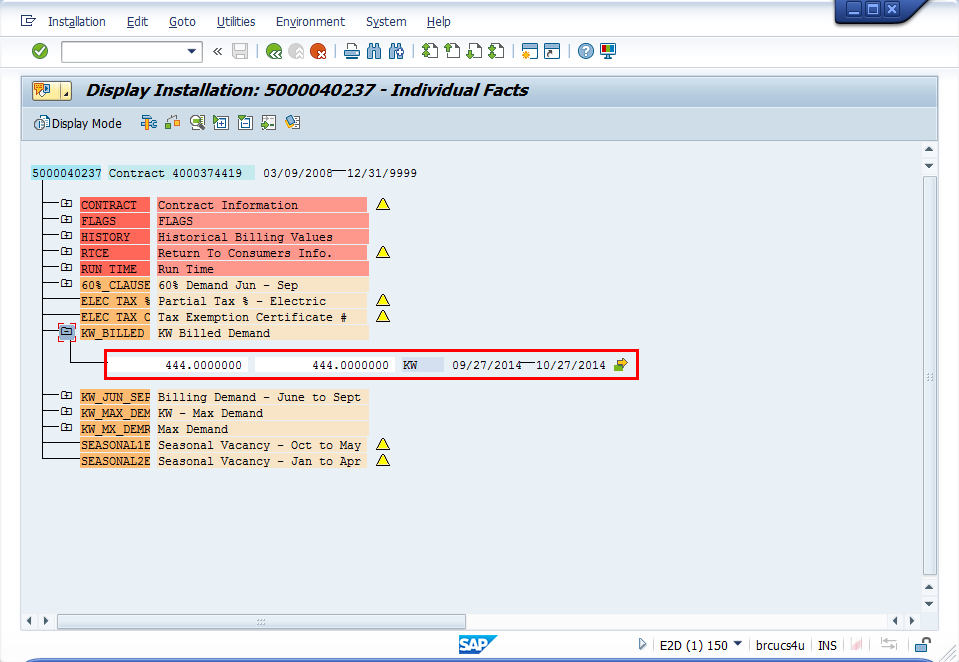 Installation Edit Goto Utilities Environment System Help
Display Installation: 5000040237 - Individual Facts
Display Mode
5000040237 Contract 4000374419 03/09/2008—12/31/9999
CONTRACT Contract Information
FLAGS FLAGS
HISTORY Historical Billing Values
RTCE Return To Consumers Info.
RUN TIME Run Time
60%_CLAUSE 60% Demand Jun - Sep
ELEC TAX % Partial Tax % - Electric
ELEC TAX C Tax Exemption Certificate #
KW_BILLED KW Billed Demand
444.0000000 444.0000000 KW 09/27/2014—10/27/2014
KW_JUN_SEP Billing Demand - June to Sept
KW_MAX_DEM KW - Max Demand
KW_MX_DEMR Max Demand
SEASONAL1E Seasonal Vacancy - Oct to May
SEASONAL2E Seasonal Vacancy - Jan to Apr
SAP E2D (1) 150 brcucs4u INS